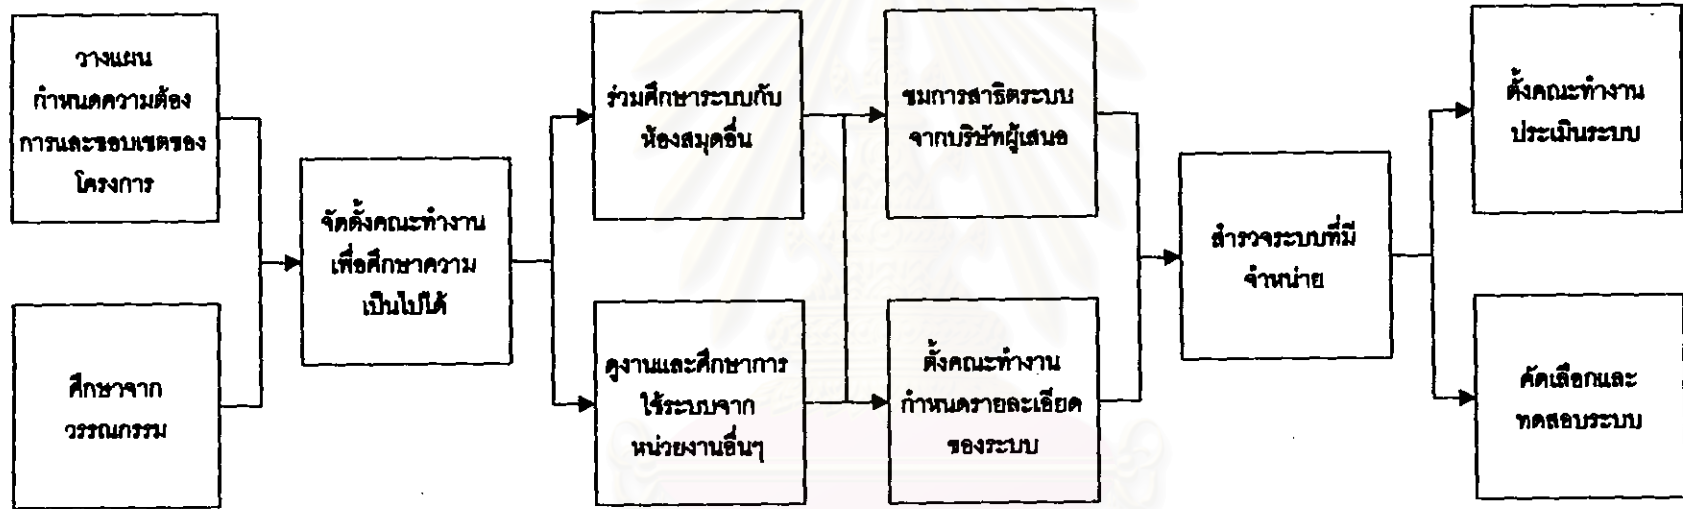 วางแผน
กำหนดความต้อง
การและขอบเขตของ
โครงการ
ศึกษาจาก
วรรณกรรม
จัดตั้งคณะทำงาน
เพื่อศึกษาความ
เป็นไปได้
ร่วมศึกษาระบบกับ
ห้องสมุดอื่น
ดูงานและศึกษาการ
ใช้ระบบจาก
หน่วยงานอื่นๆ
ชมการสาธิตระบบ
จากบริษัทผู้เสนอ
ตั้งคณะทำงาน
กำหนดรายละเอียด
ของระบบ
สำรวจระบบที่มี
จำหน่าย
ตั้งคณะทำงาน
ประเมินระบบ
คัดเลือกและ
ทดสอบระบบ